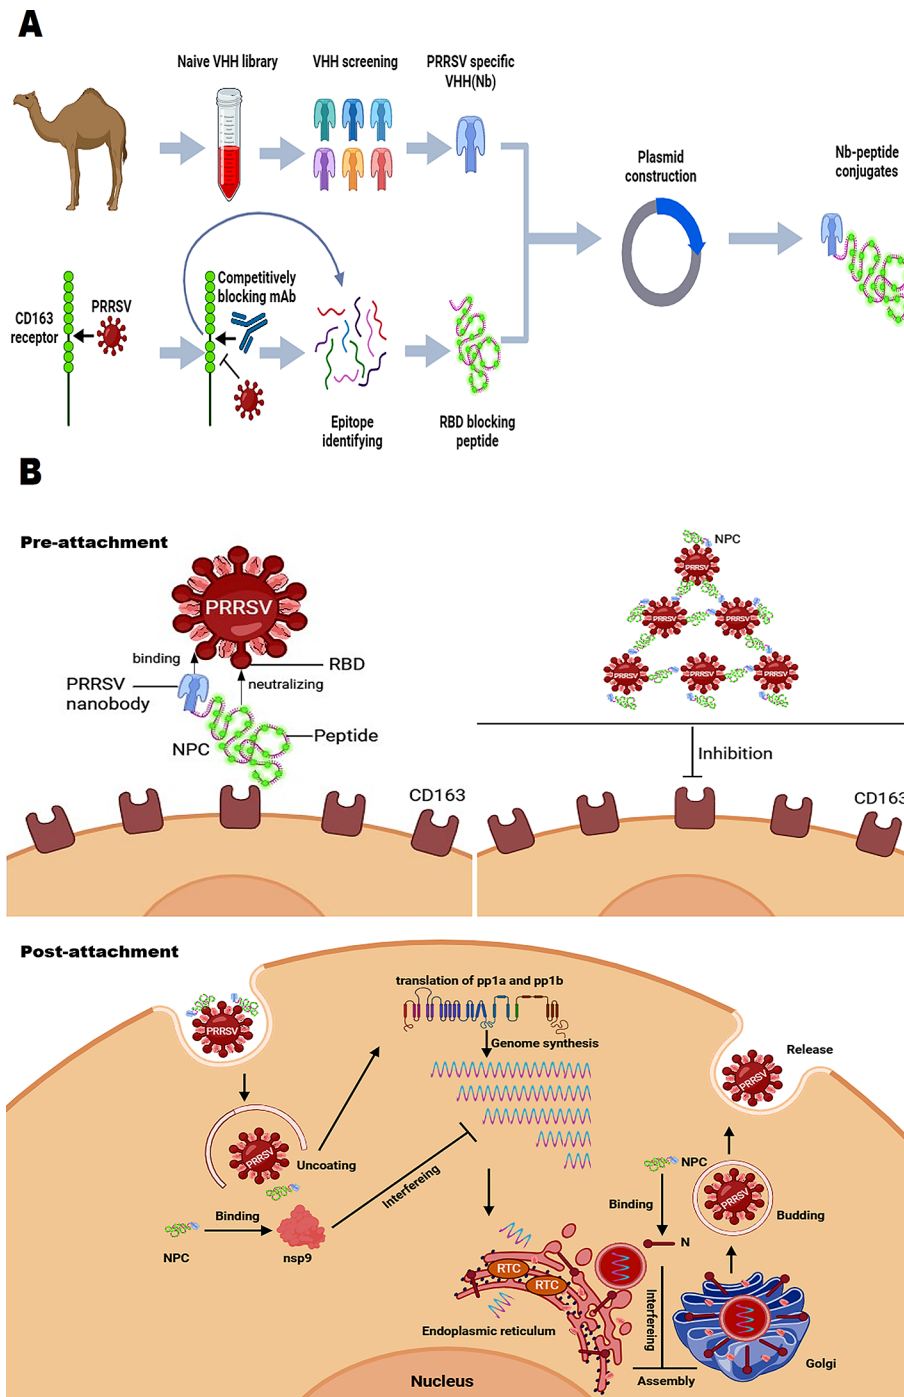 A
Naive VHH library
VHH screening
PRRSV specific
VHH(Nb)
Plasmid
construction
Nb-peptide
conjugates
CD163
receptor
PRRSV
Competitively
blocking mAb
Epitope
identifying
RBD blocking
peptide
B
Pre-attachment
PRRSV
binding
RBD
neutralizing
PRRSV
nanobody
NPC
Peptide
CD163
NPC
PRRSV
PRRSV
PRRSV
PRRSV
PRRSV
PRRSV
Inhibition
CD163
Post-attachment
PRRSV
translation of pp1a and pp1b
Genome synthesis
Release
PRRSV
PRRSV
Uncoating
Interfereing
NPC
Binding
nsp9
NPC
Binding
N
PRRSV
Budding
RTC
RTC
Endoplasmic reticulum
Interfereing
Assembly
Golgi
Nucleus